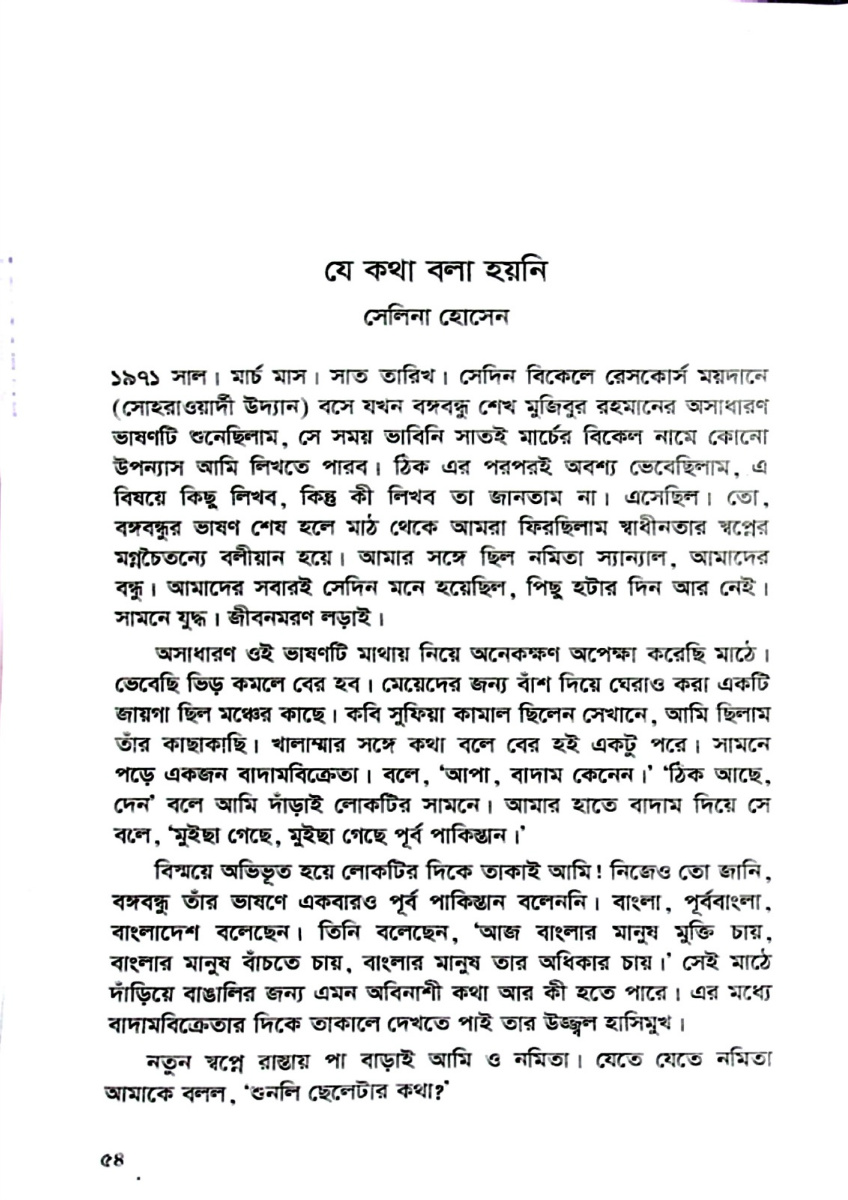 যে কথা বলা হয়নি
সেলিনা হোসেন
১৯৭১ সাল। মার্চ মাস। সাত তারিখ। সেদিন বিকেলে রেসকোর্স ময়দানে
(সোহরাওয়ার্দী উদ্যান) বসে যখন বঙ্গবন্ধু শেখ মুজিবুর রহমানের অসাধারণ
ভাষণটি শুনেছিলাম, সে সময় ভাবিনি সাতই মার্চের বিকেল নামে কোনো
উপন্যাস আমি লিখতে পারব। ঠিক এর পরপরই অবশ্য ভেবেছিলাম, এ
বিষয়ে কিছু লিখব, কিন্তু কী লিখব তা জানতাম না। এসেছিল। তো,
বঙ্গবন্ধুর ভাষণ শেষ হলে মাঠ থেকে আমরা ফিরছিলাম স্বাধীনতার স্বপ্নের
মগ্নচৈতন্যে বলীয়ান হয়ে। আমার সঙ্গে ছিল নমিতা স্যান্যাল, আমাদের
বন্ধু। আমাদের সবারই সেদিন মনে হয়েছিল, পিছু হটার দিন আর নেই।
সামনে যুদ্ধ। জীবনমরণ লড়াই।
অসাধারণ ওই ভাষণটি মাথায় নিয়ে অনেকক্ষণ অপেক্ষা করেছি মাঠে।
ভেবেছি ভিড় কমলে বের হব। মেয়েদের জন্য বাঁশ দিয়ে ঘেরাও করা একটি
জায়গা ছিল মঞ্চের কাছে। কবি সুফিয়া কামাল ছিলেন সেখানে, আমি ছিলাম
তাঁর কাছাকাছি। খালাম্মার সঙ্গে কথা বলে বের হই একটু পরে। সামনে
পড়ে একজন বাদামবিক্রেতা। বলে, ‘আপা, বাদাম কেনেন।’ ‘ঠিক আছে,
দেন’ বলে আমি দাঁড়াই লোকটির সামনে। আমার হাতে বাদাম দিয়ে সে
বলে, ‘মুইছা গেছে, মুইছা গেছে পূর্ব পাকিস্তান।’
বিস্ময়ে অভিভূত হয়ে লোকটির দিকে তাকাই আমি! নিজেও তো জানি,
বঙ্গবন্ধু তাঁর ভাষণে একবারও পূর্ব পাকিস্তান বলেননি। বাংলা, পূর্ববাংলা,
বাংলাদেশ বলেছেন। তিনি বলেছেন, ‘আজ বাংলার মানুষ মুক্তি চায়,
বাংলার মানুষ বাঁচতে চায়, বাংলার মানুষ তার অধিকার চায়।’ সেই মাঠে
দাঁড়িয়ে বাঙালির জন্য এমন অবিনাশী কথা আর কী হতে পারে। এর মধ্যে
বাদামবিক্রেতার দিকে তাকালে দেখতে পাই তার উজ্জ্বল হাসিমুখ।
নতুন স্বপ্নে রাস্তায় পা বাড়াই আমি ও নমিতা। যেতে যেতে নমিতা
আমাকে বলল, ‘শুনলি ছেলেটার কথা?’
৫৪